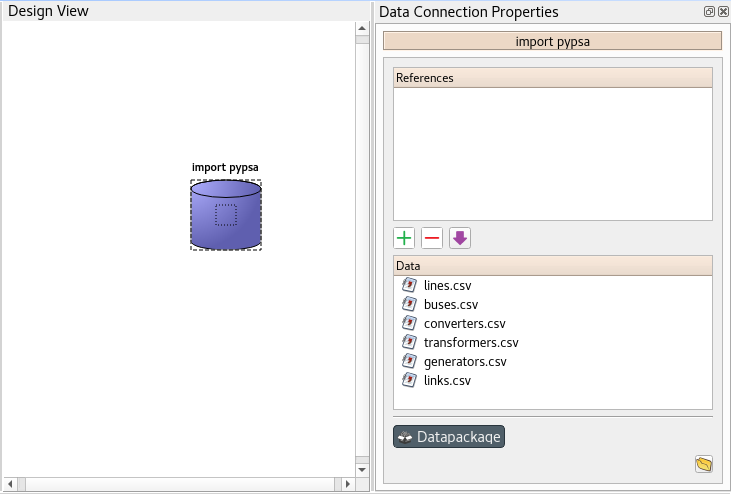 Design View
import pypsa
Data Connection Properties
import pypsa
References
Data
lines.csv
buses.csv
converters.csv
transformers.csv
generators.csv
links.csv
Datapackage